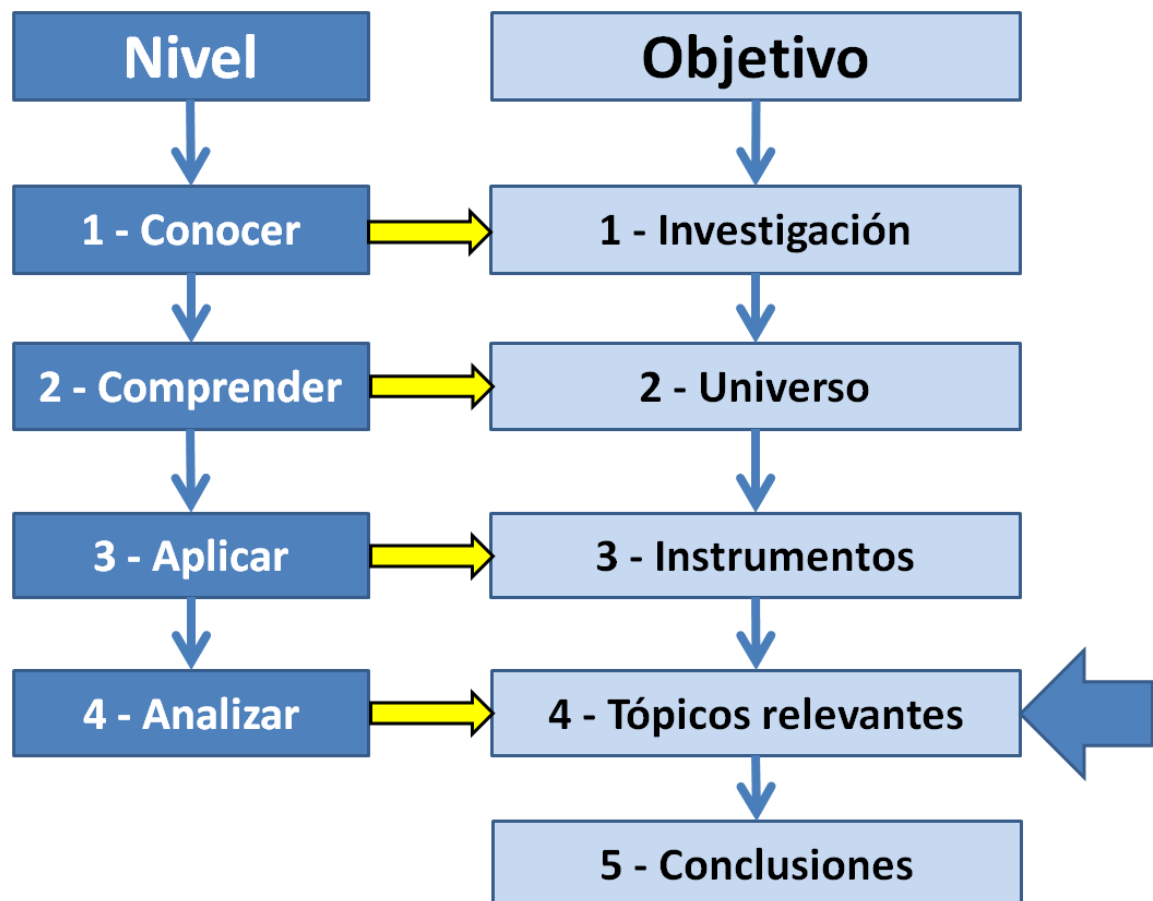 Nivel
Objetivo
1 - Conocer
1 - Investigación
2 - Comprender
2 - Universo
3 - Aplicar
3 - Instrumentos
4 - Analizar
4 - Tópicos relevantes
5 - Conclusiones